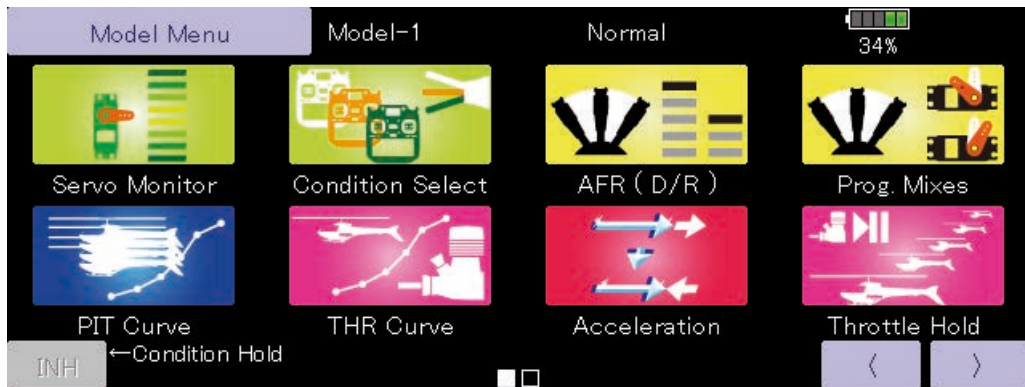 Model Menu
Model-1
Normal
34%
Servo Monitor
Condition Select
AFR ( D/R )
Prog. Mixes
PIT Curve
THR Curve
Acceleration
Throttle Hold
INH
←Condition Hold
〈
〉